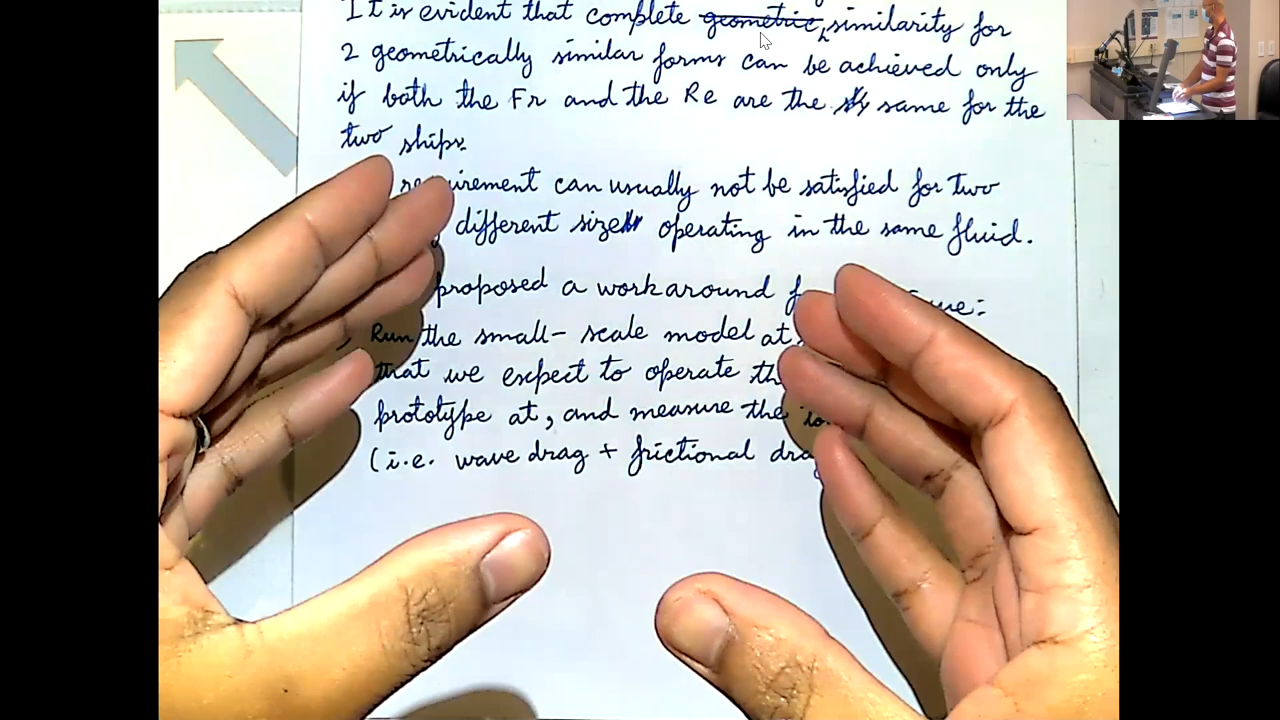 It is evident that complete geometric similarity for
2 geometrically similar forms can be achieved only
if both the Fr and the Re are the same for the
two ships.
requirement can usually not be satisfied for two
different size operating in the same fluid.
proposed a workaround
Run the small-scale model at
that we expect to operate
prototype at, and measure the
(i.e. wave drag + frictional drag